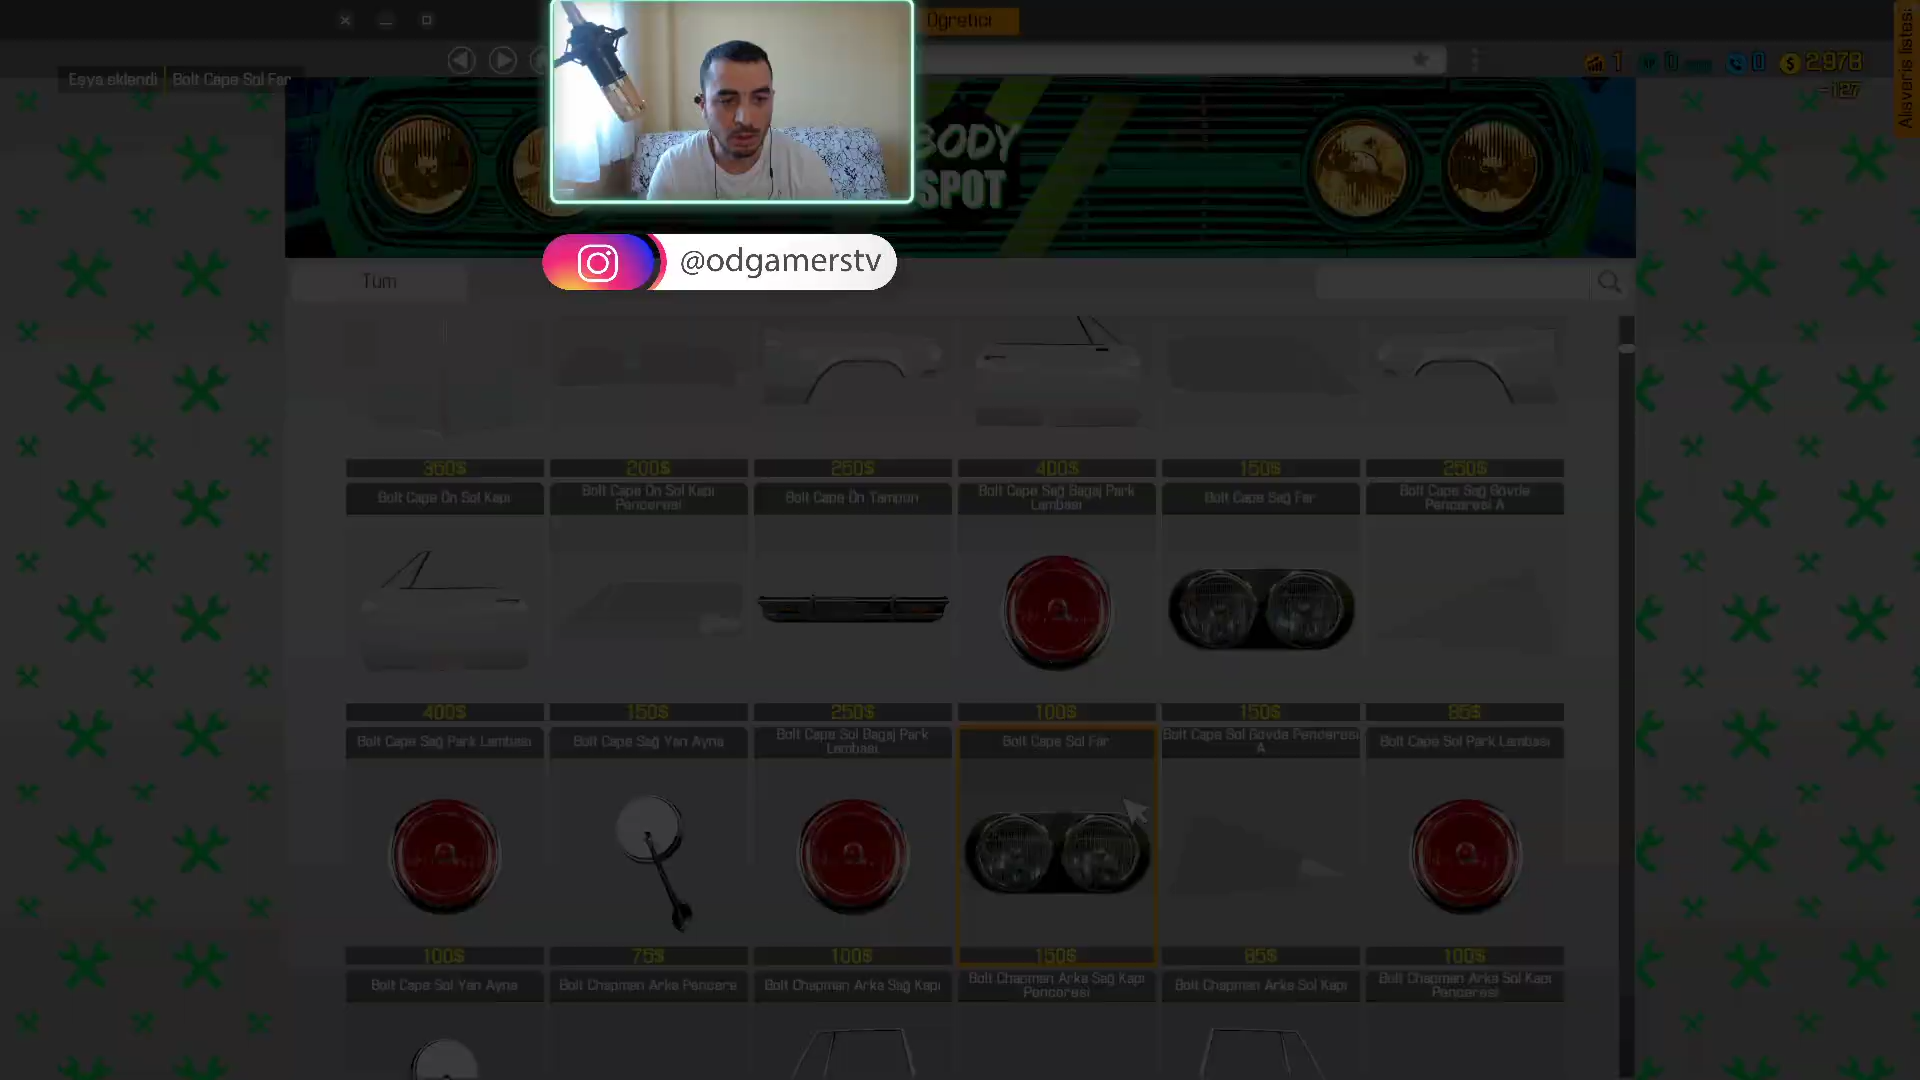 Öğretici
Eşya eklendi Bolt Cape Sol Far
1 0 0 2978
-127
Alışveriş listesi
BODY
SPOT
@odgamerstv
Tüm
350$ 200$ 250$ 400$ 150$ 250$
Bolt Cape Ön Sol Kapı
Bolt Cape Ön Sol Kapı
Penceresi
Bolt Cape Ön Tampon
Bolt Cape Sağ Bagaj Park
Lambası
Bolt Cape Sağ Far
Bolt Cape Sağ Gövde
Penceresi A
400$ 150$ 250$ 100$ 150$ 85$
Bolt Cape Sağ Park Lambası
Bolt Cape Sağ Yan Ayna
Bolt Cape Sol Bagaj Park
Lambası
Bolt Cape Sol Far
Bolt Cape Sol Gövde Penceresi
A
Bolt Cape Sol Park Lambası
100$ 75$ 100$ 150$ 85$ 100$
Bolt Cape Sol Yan Ayna
Bolt Chapman Arka Pencere
Bolt Chapman Arka Sağ Kapı
Bolt Chapman Arka Sağ Kapı
Penceresi
Bolt Chapman Arka Sol Kapı
Bolt Chapman Arka Sol Kapı
Penceresi